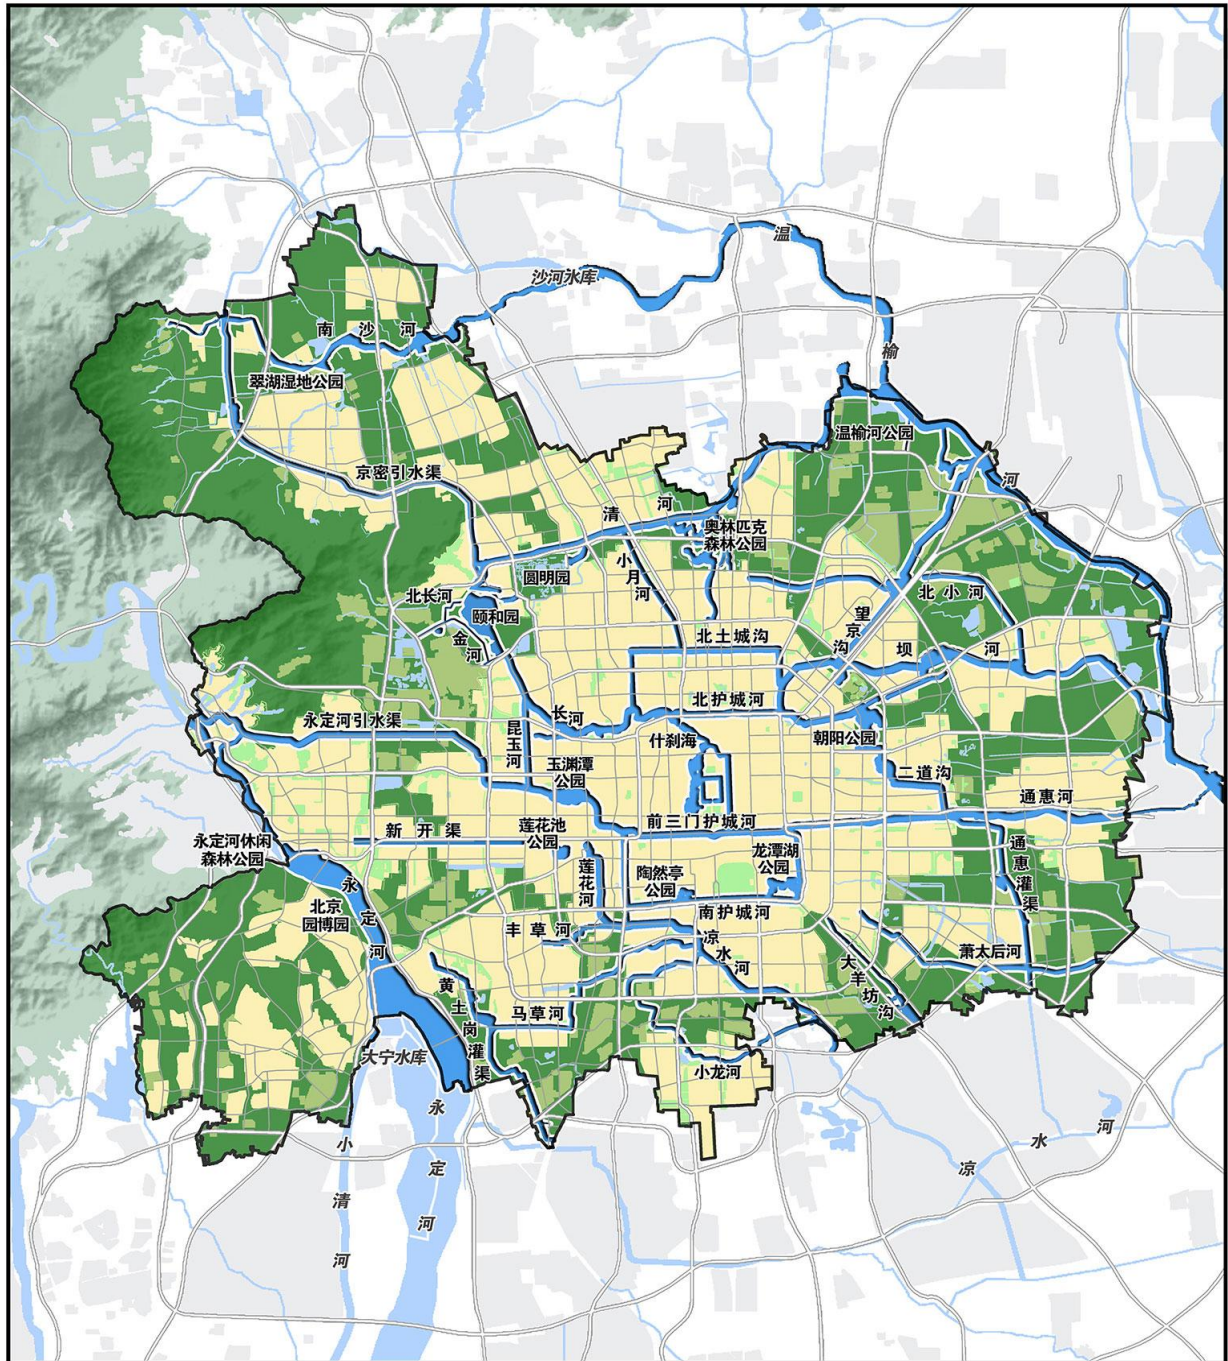 温
沙河水库
南沙河
榆
翠湖湿地公园
温榆河公园
京密引水渠
河
清河
奥林匹克
森林公园
小月河
圆明园
北长河
颐和园
北小河
金河
望京沟
北土城沟
坝河
北护城河
长河
永定河引水渠
昆玉河
什刹海
朝阳公园
玉渊潭
公园
二道沟
通惠河
新开渠
莲花池
公园
前三门护城河
永定河休闲
森林公园
龙潭湖
公园
通惠灌渠
莲花河
陶然亭
公园
永定河
北京
园博园
南护城河
丰草河
凉水河
萧太后河
大羊坊沟
黄土岗灌渠
马草河
大宁水库
小龙河
永定河
小清河
凉水河